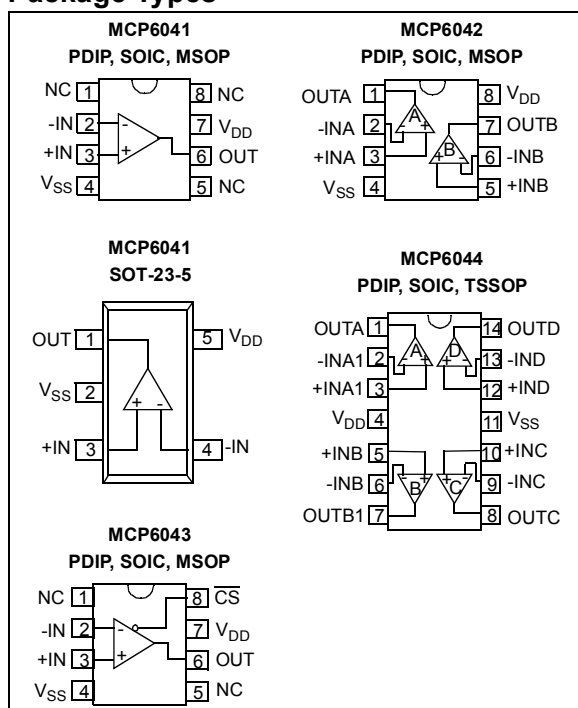 Package Types
MCP6041
PDIP, SOIC, MSOP
NC 1 8 NC
-IN 2 - 7 VDD
+IN 3 + 6 OUT
VSS 4 5 NC
MCP6042
PDIP, SOIC, MSOP
OUTA 1 8 VDD
-INA 2 - A + 7 OUTB
+INA 3 + B - 6 -INB
VSS 4 5 +INB
MCP6041
SOT-23-5
OUT 1 5 VDD
VSS 2
+ -
+IN 3 4 -IN
MCP6044
PDIP, SOIC, TSSOP
OUTA 1 14 OUTD
-INA1 2 - A + + D - 13 -IND
+INA1 3 12 +IND
VDD 4 11 VSS
+INB 5 10 +INC
-INB 6 - B + + C - 9 -INC
OUTB1 7 8 OUTC
MCP6043
PDIP, SOIC, MSOP
NC 1 8 CS
-IN 2 - 7 VDD
+IN 3 + 6 OUT
VSS 4 5 NC